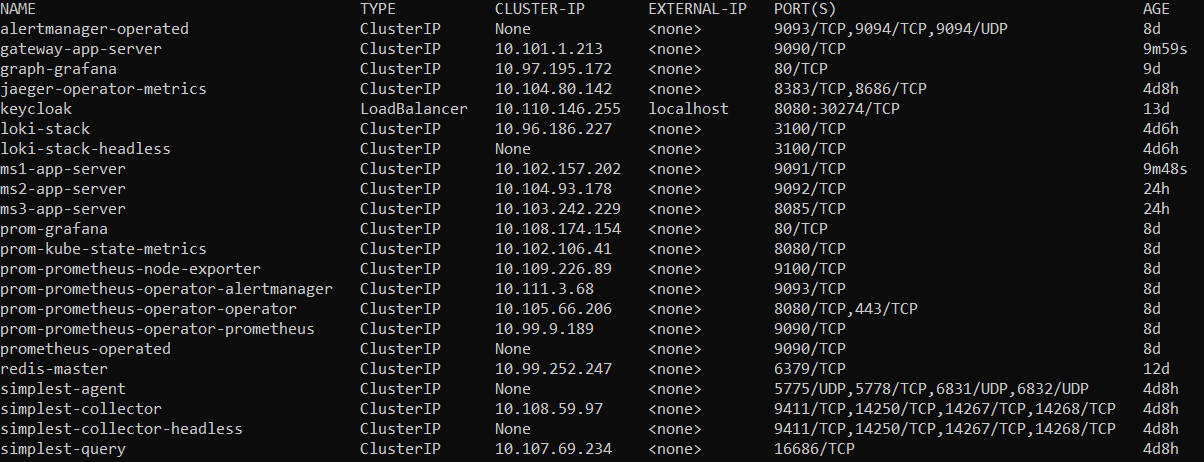 NAME TYPE CLUSTER-IP EXTERNAL-IP PORT(S) AGE
alertmanager-operated ClusterIP None <none> 9093/TCP,9094/TCP,9094/UDP 8d
gateway-app-server ClusterIP 10.101.1.213 <none> 9090/TCP 9m59s
graph-grafana ClusterIP 10.97.195.172 <none> 80/TCP 9d
jaeger-operator-metrics ClusterIP 10.104.80.142 <none> 8383/TCP,8686/TCP 4d8h
keycloak LoadBalancer 10.110.146.255 localhost 8080:30274/TCP 13d
loki-stack ClusterIP 10.96.186.227 <none> 3100/TCP 4d6h
loki-stack-headless ClusterIP None <none> 3100/TCP 4d6h
ms1-app-server ClusterIP 10.102.157.202 <none> 9091/TCP 9m48s
ms2-app-server ClusterIP 10.104.93.178 <none> 9092/TCP 24h
ms3-app-server ClusterIP 10.103.242.229 <none> 8085/TCP 24h
prom-grafana ClusterIP 10.108.174.154 <none> 80/TCP 8d
prom-kube-state-metrics ClusterIP 10.102.106.41 <none> 8080/TCP 8d
prom-prometheus-node-exporter ClusterIP 10.109.226.89 <none> 9100/TCP 8d
prom-prometheus-operator-alertmanager ClusterIP 10.111.3.68 <none> 9093/TCP 8d
prom-prometheus-operator-operator ClusterIP 10.105.66.206 <none> 8080/TCP,443/TCP 8d
prom-prometheus-operator-prometheus ClusterIP 10.99.9.189 <none> 9090/TCP 8d
prometheus-operated ClusterIP None <none> 9090/TCP 8d
redis-master ClusterIP 10.99.252.247 <none> 6379/TCP 12d
simplest-agent ClusterIP None <none> 5775/UDP,5778/TCP,6831/UDP,6832/UDP 4d8h
simplest-collector ClusterIP 10.108.59.97 <none> 9411/TCP,14250/TCP,14267/TCP,14268/TCP 4d8h
simplest-collector-headless ClusterIP None <none> 9411/TCP,14250/TCP,14267/TCP,14268/TCP 4d8h
simplest-query ClusterIP 10.107.69.234 <none> 16686/TCP 4d8h